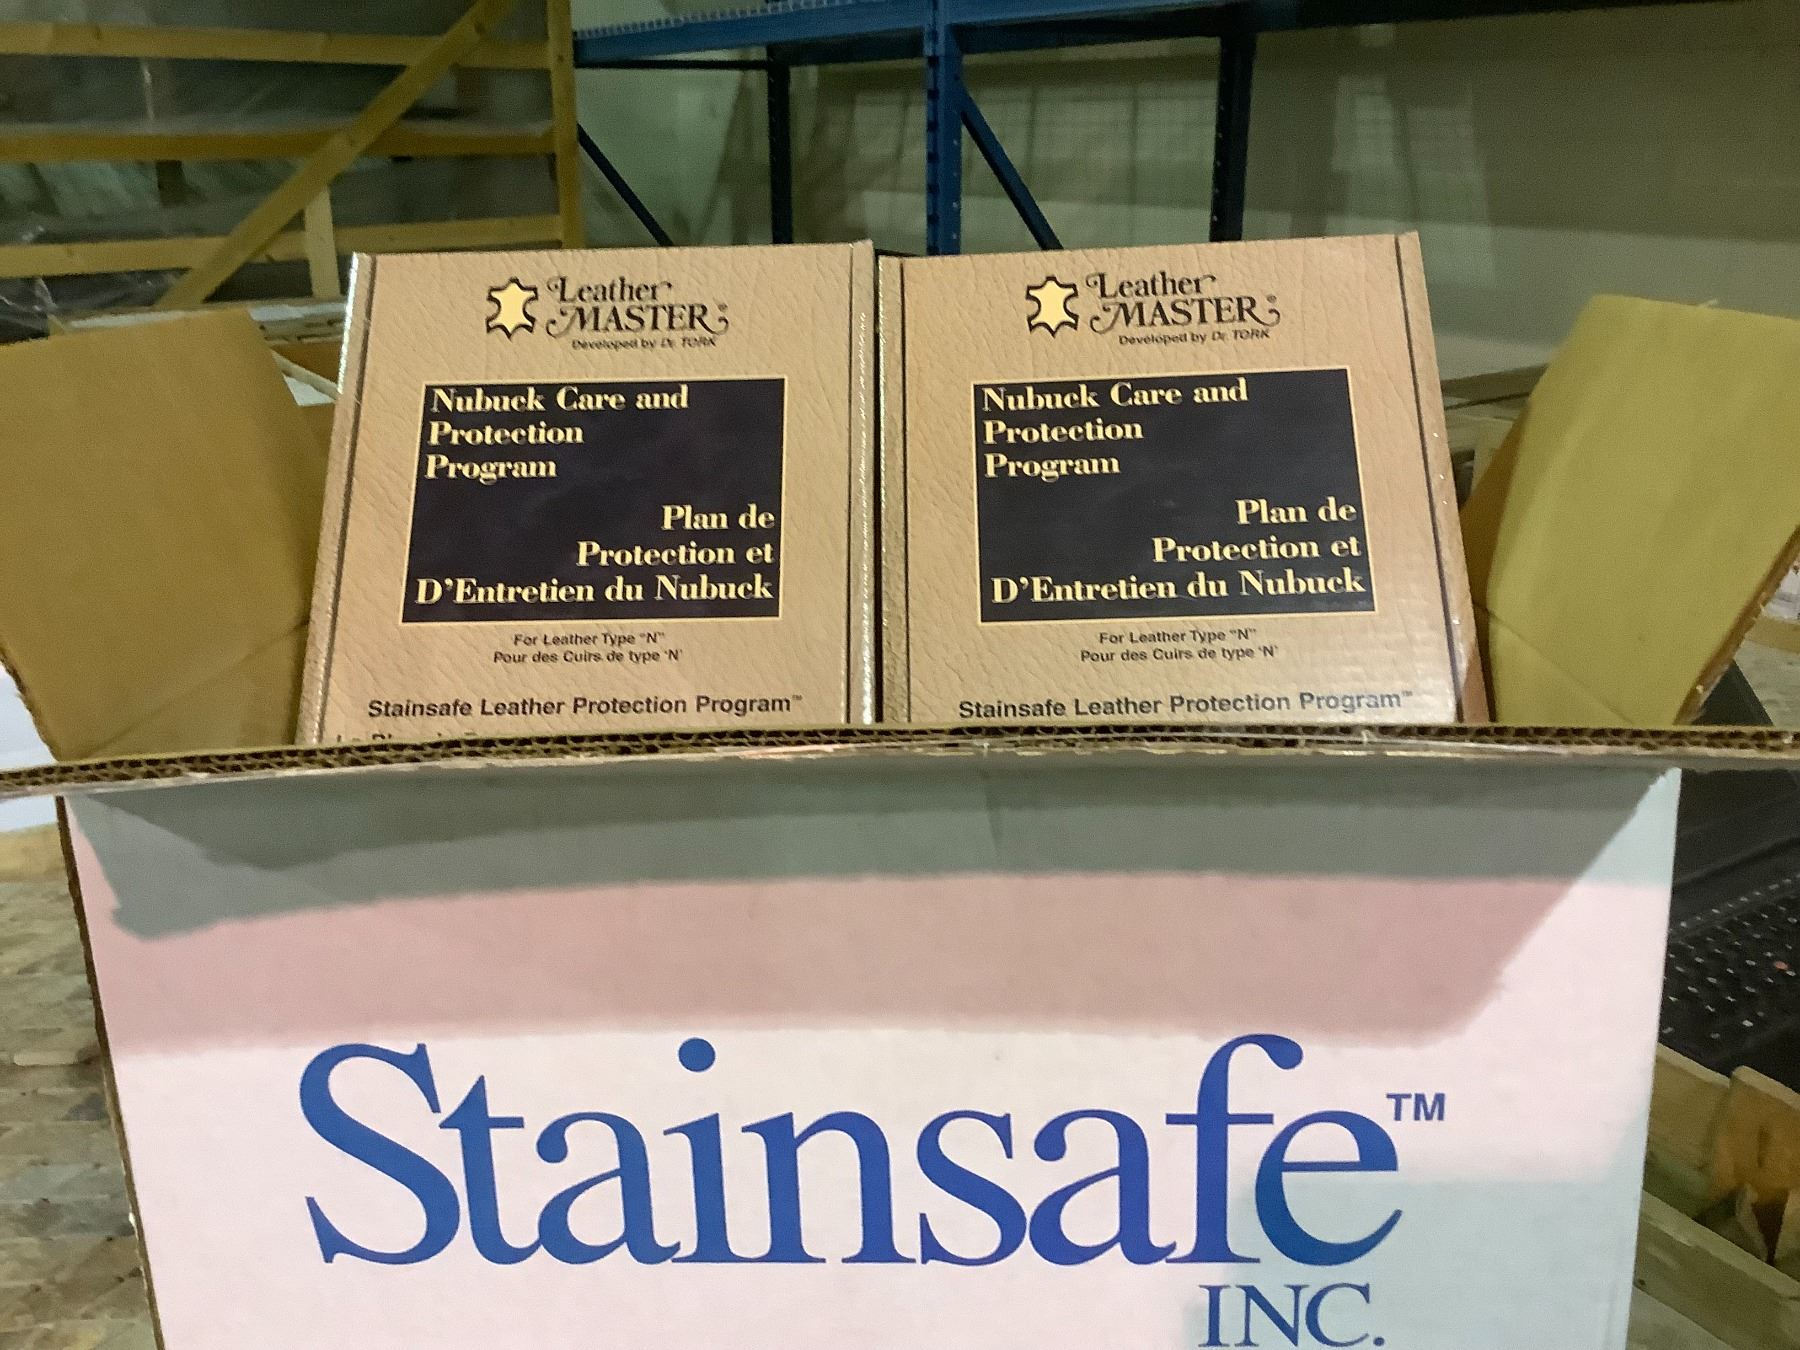 Leather
MASTER®
Developed by Dr. TORK
Nubuck Care and
Protection
Program
Plan de
Protection et
D'Entretien du Nubuck
For Leather Type "N"
Pour des Cuirs de type 'N'
Stainsafe Leather Protection Program™
Leather
MASTER®
Developed by Dr. TORK
Nubuck Care and
Protection
Program
Plan de
Protection et
D'Entretien du Nubuck
For Leather Type "N"
Pour des Cuirs de type 'N'
Stainsafe Leather Protection Program™
Stainsafe™
INC.